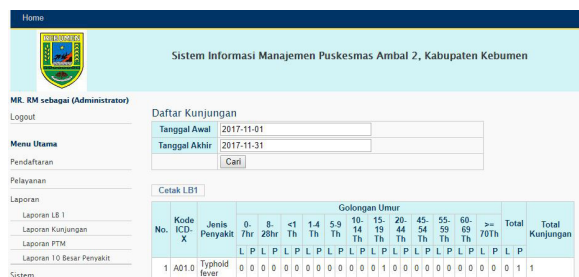 Home
KEBUMEN
Sistem Informasi Manajemen Puskesmas Ambal 2, Kabupaten Kebumen
MR. RM sebagai (Administrator)
Logout
Menu Utama
Pendaftaran
Pelayanan
Laporan
Laporan LB 1
Laporan Kunjungan
Laporan PTM
Laporan 10 Besar Penyakit
Sistem
Daftar Kunjungan
Tanggal Awal 2017-11-01
Tanggal Akhir 2017-11-31
Cari
Cetak LB1
No. Kode ICD-X Jenis Penyakit Golongan Umur Total Total Kunjungan
0-7hr 8-28hr <1 Th 1-4 Th 5-9 Th 10-14 Th 15-19 Th 20-44 Th 45-54 Th 55-59 Th 60-69 Th >= 70Th
L P L P L P L P L P L P L P L P L P L P L P L P L P
1 A01.0 Typhoid fever 0 0 0 0 0 0 0 0 0 0 0 0 0 1 0 0 0 0 0 0 0 0 0 0 0 1 1